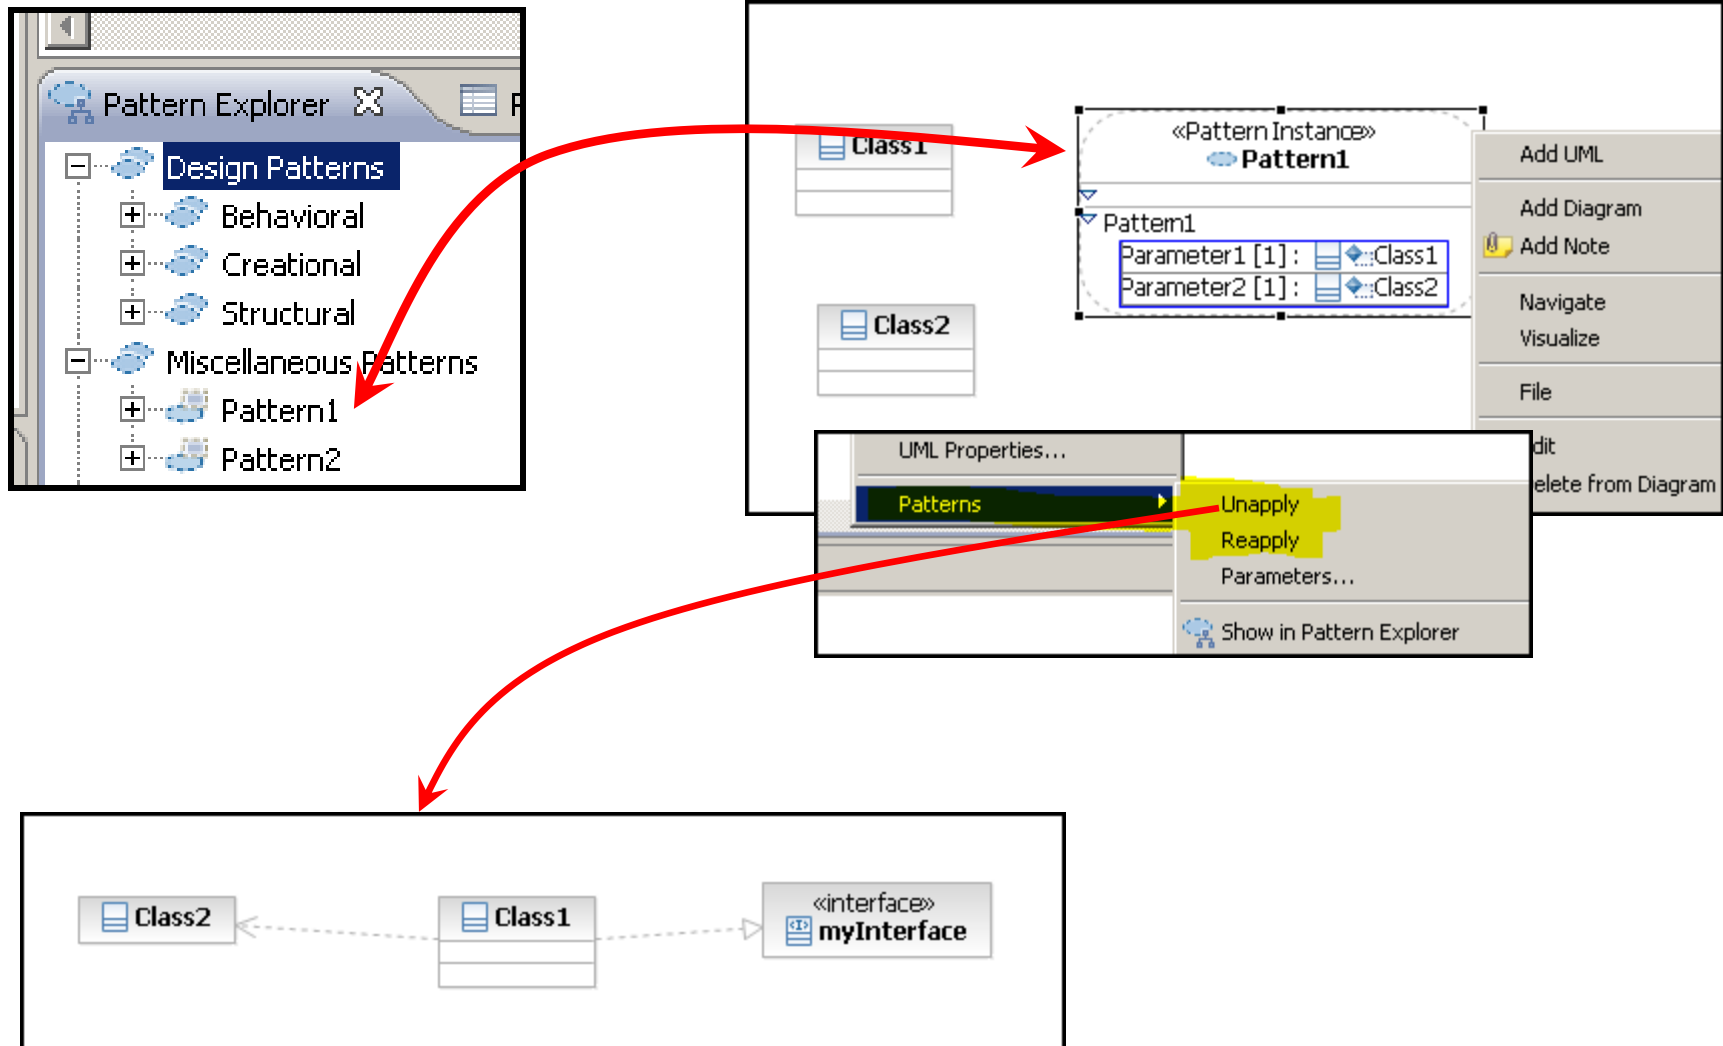 Pattern Explorer
Design Patterns
Behavioral
Creational
Structural
Miscellaneous Patterns
Pattern1
Pattern2
Class1
Class2
«Pattern Instance»
Pattern1
Pattern1
Parameter1 [1] : Class1
Parameter2 [1] : Class2
Add UML
Add Diagram
Add Note
Navigate
Visualize
File
dit
elete from Diagram
UML Properties...
Patterns
Unapply
Reapply
Parameters...
Show in Pattern Explorer
Class2
Class1
«interface»
myInterface